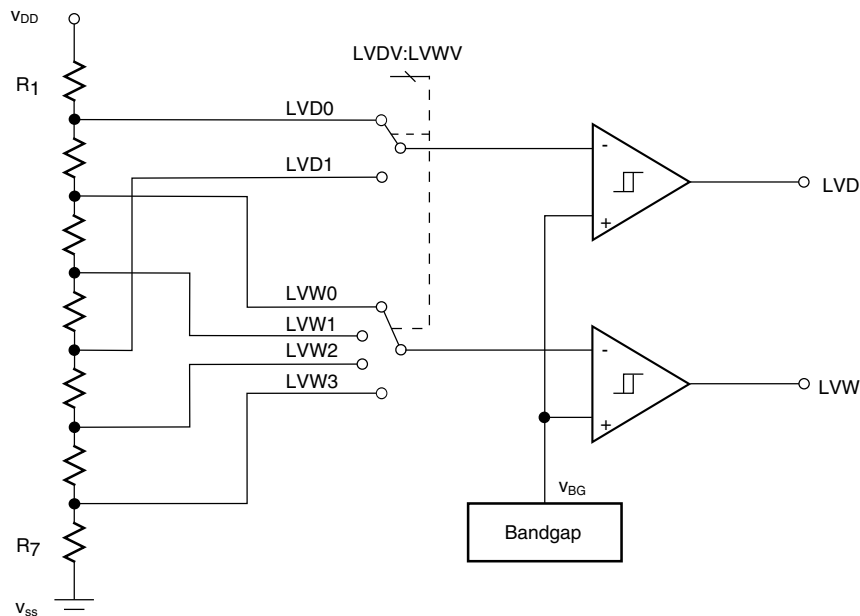 VDD
LVDV:LVWV
R1
LVD0
-
LVD1
LVD
+
LVW0
LVW1
-
LVW2
LVW3
LVW
+
VBG
Bandgap
R7
Vss